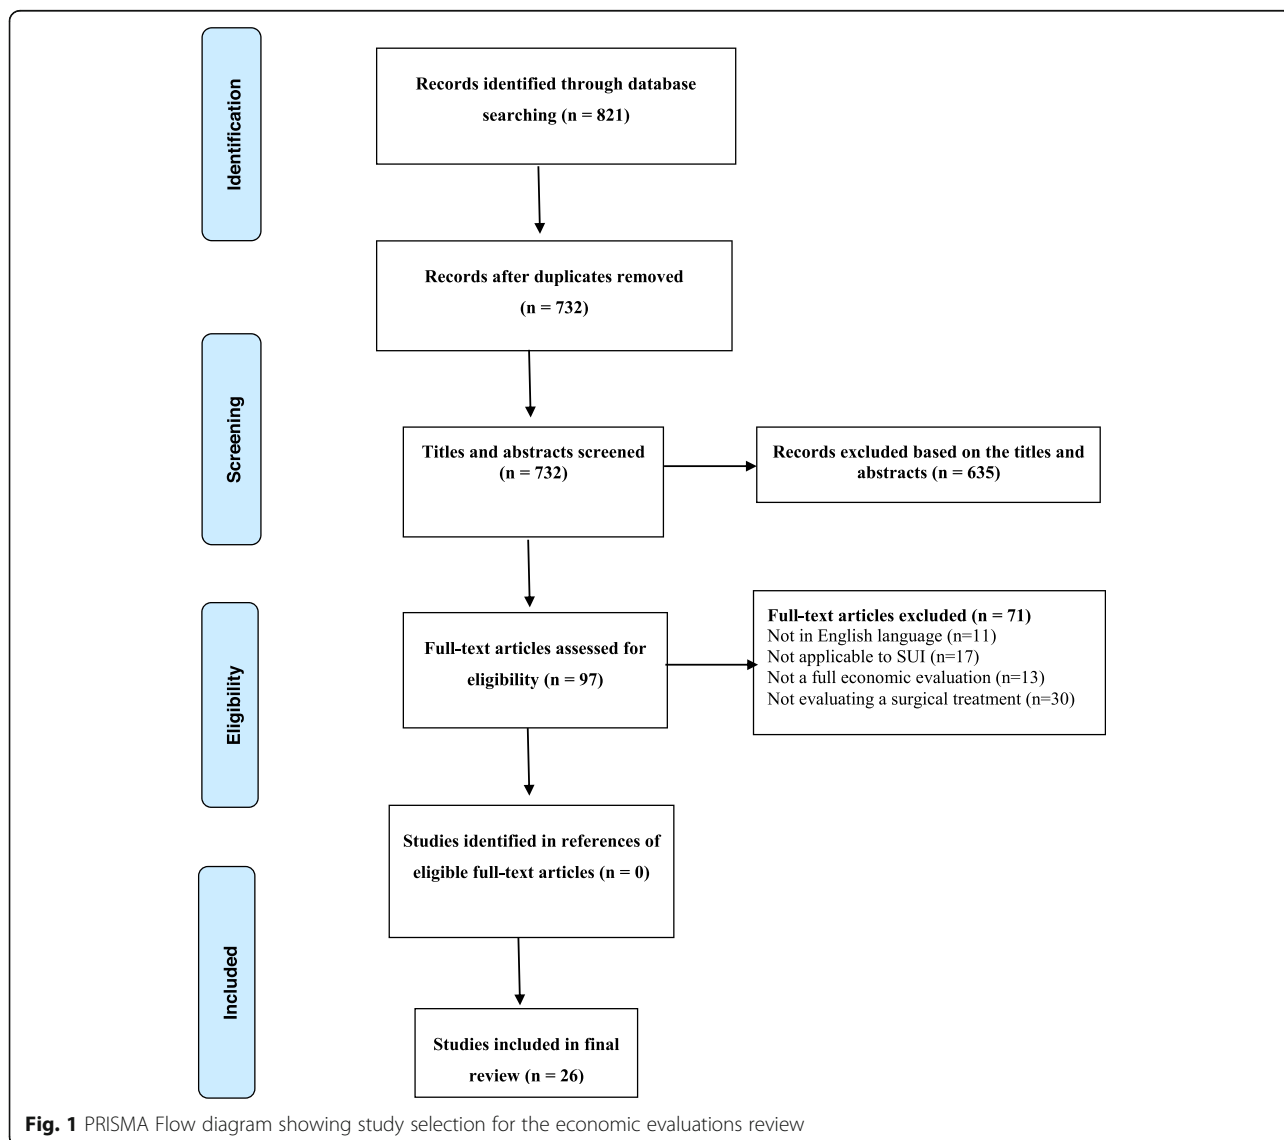 Identification
Records identified through database
searching (n = 821)
Records after duplicates removed
(n = 732)
Screening
Titles and abstracts screened
(n = 732)
Records excluded based on the titles and
abstracts (n = 635)
Eligibility
Full-text articles assessed for
eligibility (n = 97)
Full-text articles excluded (n = 71)
Not in English language (n=11)
Not applicable to SUI (n=17)
Not a full economic evaluation (n=13)
Not evaluating a surgical treatment (n=30)
Studies identified in references of
eligible full-text articles (n = 0)
Included
Studies included in final
review (n = 26)
Fig. 1 PRISMA Flow diagram showing study selection for the economic evaluations review